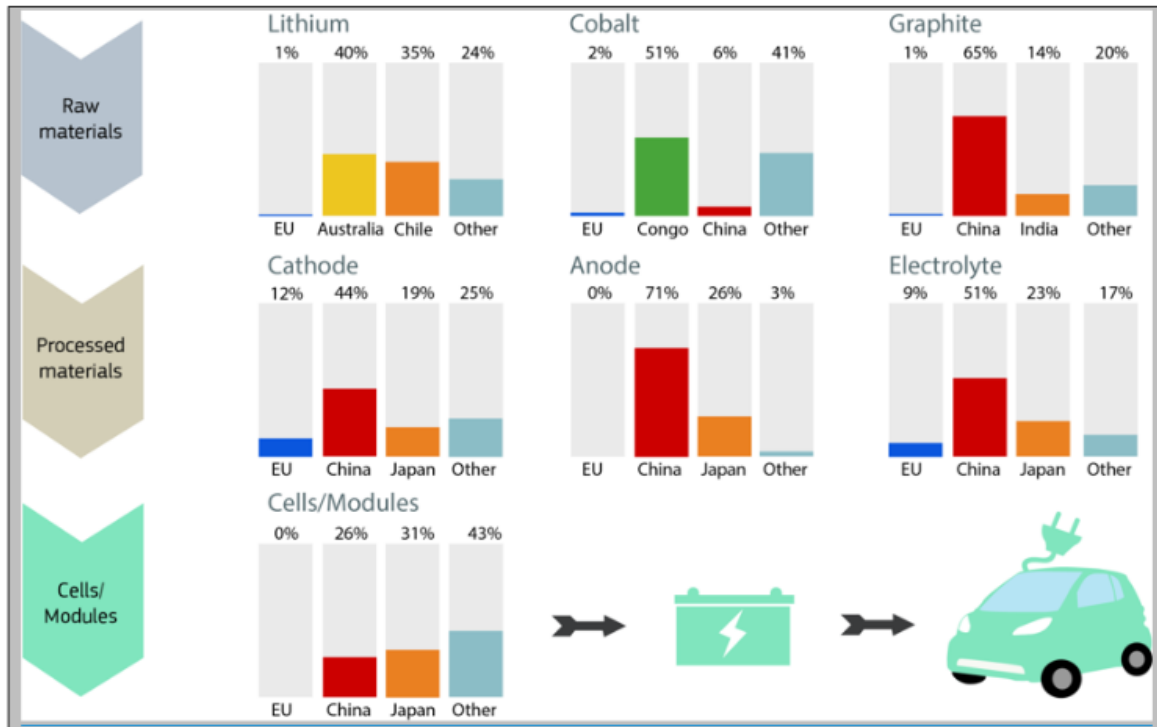 Lithium Cobalt Graphite
1% 40% 35% 24% 2% 51% 6% 41% 1% 65% 14% 20%
Raw
materials
EU Australia Chile Other EU Congo China Other EU China India Other
Cathode Anode Electrolyte
12% 44% 19% 25% 0% 71% 26% 3% 9% 51% 23% 17%
Processed
materials
EU China Japan Other EU China Japan Other EU China Japan Other
Cells/Modules
0% 26% 31% 43%
Cells/
Modules
EU China Japan Other